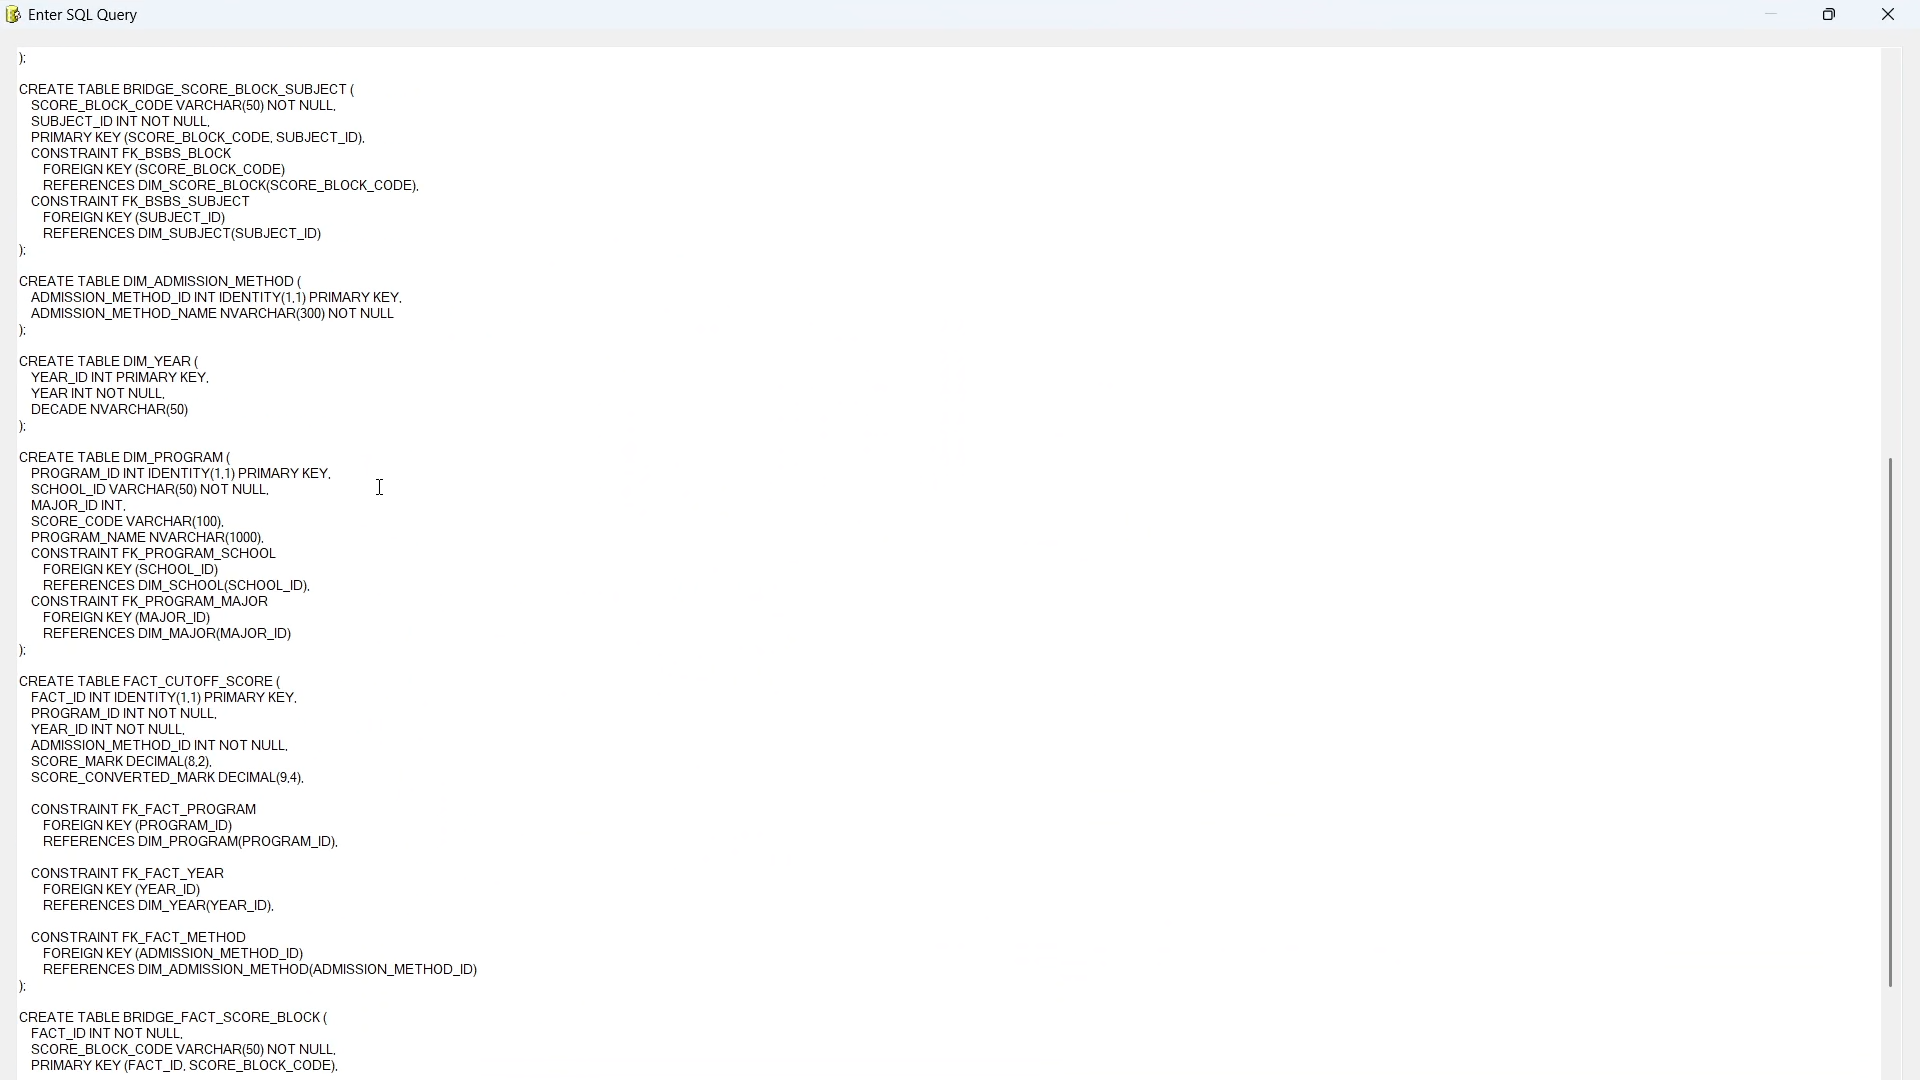 Enter SQL Query
);
CREATE TABLE BRIDGE_SCORE_BLOCK_SUBJECT (
SCORE_BLOCK_CODE VARCHAR(50) NOT NULL,
SUBJECT_ID INT NOT NULL,
PRIMARY KEY (SCORE_BLOCK_CODE, SUBJECT_ID),
CONSTRAINT FK_BSBS_BLOCK
FOREIGN KEY (SCORE_BLOCK_CODE)
REFERENCES DIM_SCORE_BLOCK(SCORE_BLOCK_CODE),
CONSTRAINT FK_BSBS_SUBJECT
FOREIGN KEY (SUBJECT_ID)
REFERENCES DIM_SUBJECT(SUBJECT_ID)
);
CREATE TABLE DIM_ADMISSION_METHOD (
ADMISSION_METHOD_ID INT IDENTITY(1,1) PRIMARY KEY,
ADMISSION_METHOD_NAME NVARCHAR(300) NOT NULL
);
CREATE TABLE DIM_YEAR (
YEAR_ID INT PRIMARY KEY,
YEAR INT NOT NULL,
DECADE NVARCHAR(50)
);
CREATE TABLE DIM_PROGRAM (
PROGRAM_ID INT IDENTITY(1,1) PRIMARY KEY,
SCHOOL_ID VARCHAR(50) NOT NULL,
MAJOR_ID INT,
SCORE_CODE VARCHAR(100),
PROGRAM_NAME NVARCHAR(1000),
CONSTRAINT FK_PROGRAM_SCHOOL
FOREIGN KEY (SCHOOL_ID)
REFERENCES DIM_SCHOOL(SCHOOL_ID),
CONSTRAINT FK_PROGRAM_MAJOR
FOREIGN KEY (MAJOR_ID)
REFERENCES DIM_MAJOR(MAJOR_ID)
);
CREATE TABLE FACT_CUTOFF_SCORE (
FACT_ID INT IDENTITY(1,1) PRIMARY KEY,
PROGRAM_ID INT NOT NULL,
YEAR_ID INT NOT NULL,
ADMISSION_METHOD_ID INT NOT NULL,
SCORE_MARK DECIMAL(8,2),
SCORE_CONVERTED_MARK DECIMAL(9,4),
CONSTRAINT FK_FACT_PROGRAM
FOREIGN KEY (PROGRAM_ID)
REFERENCES DIM_PROGRAM(PROGRAM_ID),
CONSTRAINT FK_FACT_YEAR
FOREIGN KEY (YEAR_ID)
REFERENCES DIM_YEAR(YEAR_ID),
CONSTRAINT FK_FACT_METHOD
FOREIGN KEY (ADMISSION_METHOD_ID)
REFERENCES DIM_ADMISSION_METHOD(ADMISSION_METHOD_ID)
);
CREATE TABLE BRIDGE_FACT_SCORE_BLOCK (
FACT_ID INT NOT NULL,
SCORE_BLOCK_CODE VARCHAR(50) NOT NULL,
PRIMARY KEY (FACT_ID, SCORE_BLOCK_CODE),